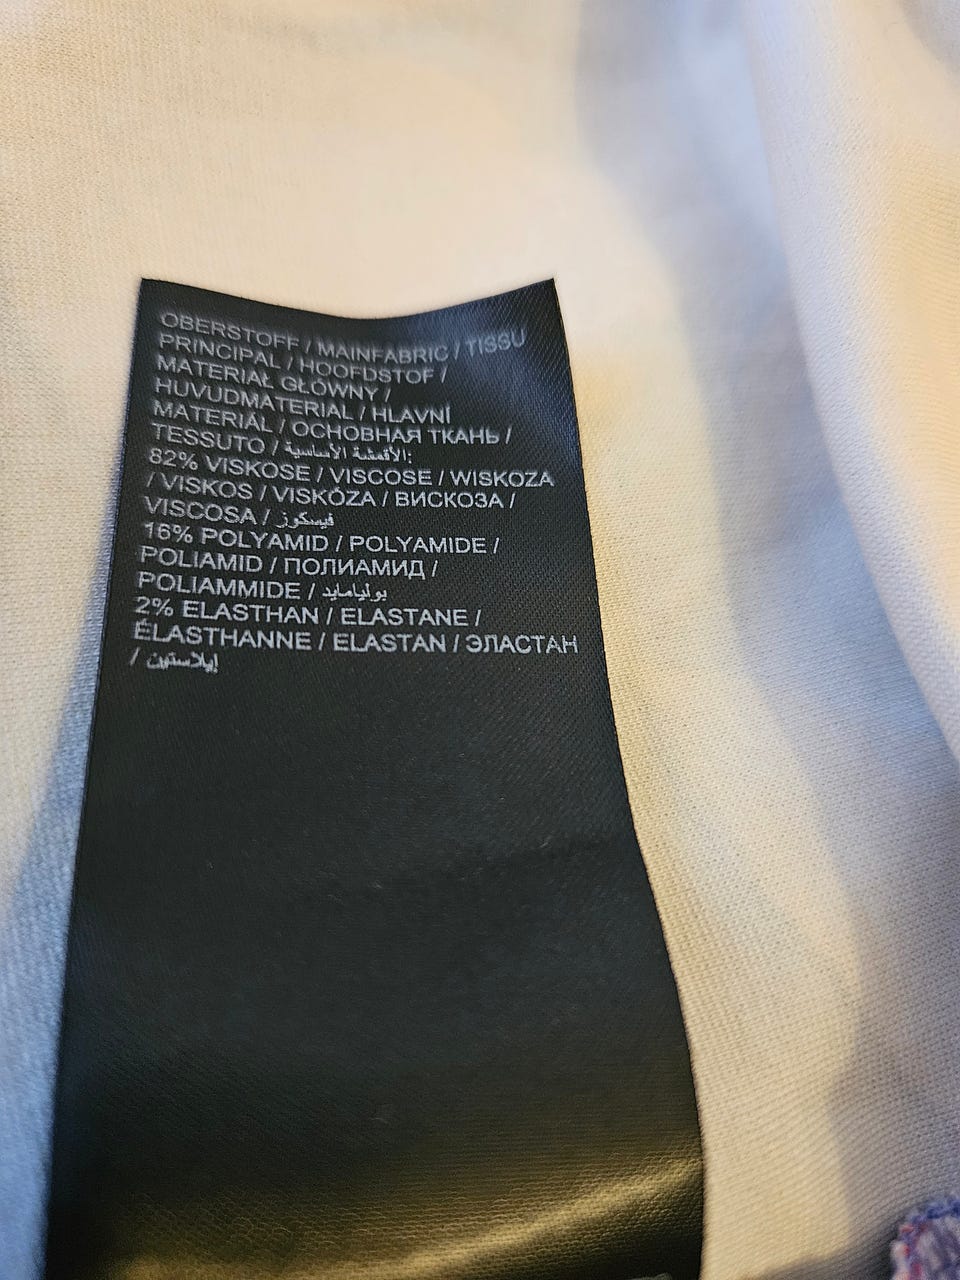 OBERSTOFF / MAINFABRIC / TISSU
PRINCIPAL / HOOFDSTOF /
MATERIAŁ GŁÓWNY /
HUVUDMATERIAL / HLAVNÍ
MATERIÁL / ОСНОВНАЯ ТКАНЬ /
TESSUTO / الأقمشة الأساسية:
82% VISKOSE / VISCOSE / WISKOZA
/ VISKOS / VISKÓZA / ВИСКОЗА /
VISCOSA / فيسكوز
16% POLYAMID / POLYAMIDE /
POLIAMID / ПОЛИАМИД /
POLIAMMIDE / بوليامايد
2% ELASTHAN / ELASTANE /
ÉLASTHANNE / ELASTAN / ЭЛАСТАН
/ إيلاستين